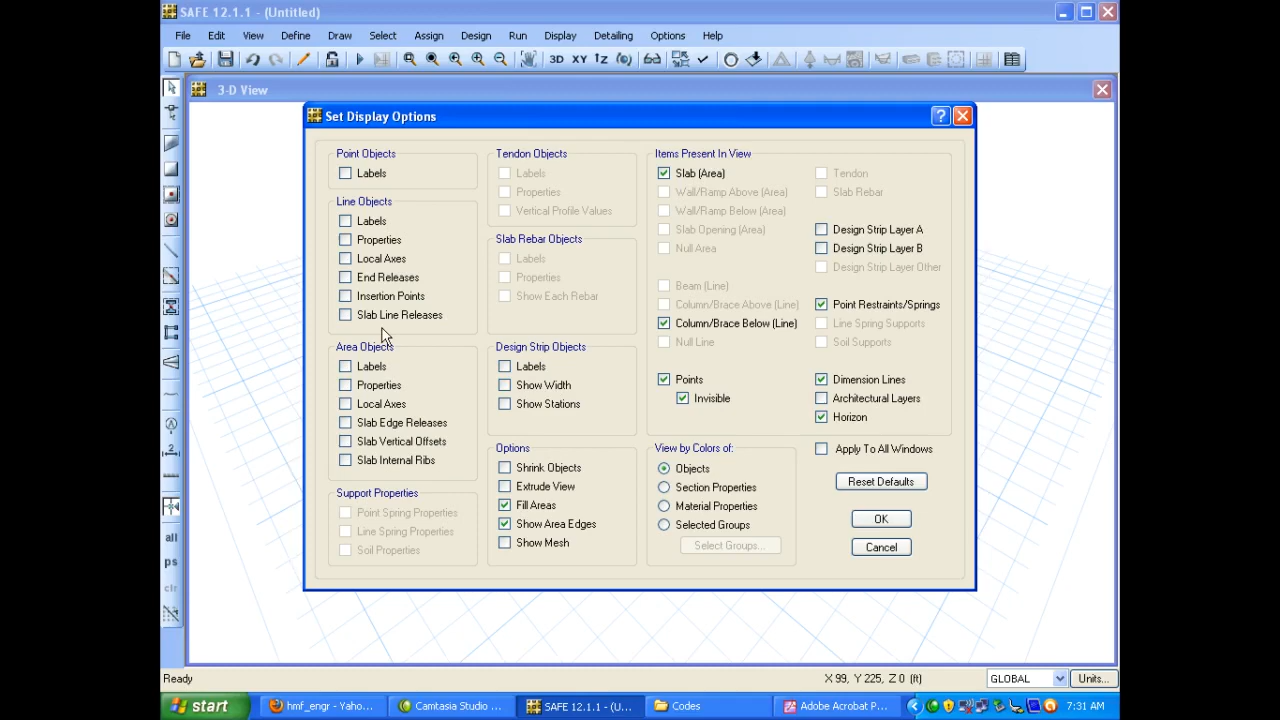 SAFE 12.1.1 - (Untitled)
File Edit View Define Draw Select Assign Design Run Display Detailing Options Help
3D XY
3-D View
Set Display Options
Point Objects
Labels
Line Objects
Labels
Properties
Local Axes
End Releases
Insertion Points
Slab Line Releases
Area Objects
Labels
Properties
Local Axes
Slab Edge Releases
Slab Vertical Offsets
Slab Internal Ribs
Support Properties
Point Spring Properties
Line Spring Properties
Soil Properties
Tendon Objects
Labels
Properties
Vertical Profile Values
Slab Rebar Objects
Labels
Properties
Show Each Rebar
Design Strip Objects
Labels
Show Width
Show Stations
Options
Shrink Objects
Extrude View
Fill Areas
Show Area Edges
Show Mesh
Items Present In View
Slab (Area)
Wall/Ramp Above (Area)
Wall/Ramp Below (Area)
Slab Opening (Area)
Null Area
Beam (Line)
Column/Brace Above (Line)
Column/Brace Below (Line)
Null Line
Points
Invisible
Tendon
Slab Rebar
Design Strip Layer A
Design Strip Layer B
Design Strip Layer Other
Point Restraints/Springs
Line Spring Supports
Soil Supports
Dimension Lines
Architectural Layers
Horizon
View by Colors of:
Objects
Section Properties
Material Properties
Selected Groups
Select Groups...
Apply To All Windows
Reset Defaults
OK
Cancel
all
ps
clr
Ready
X 99, Y 225, Z 0 (ft)
GLOBAL
Units...
start
hmf_engr - Yaho...
Camtasia Studio ...
SAFE 12.1.1 - (U...
Codes
Adobe Acrobat P...
7:31 AM